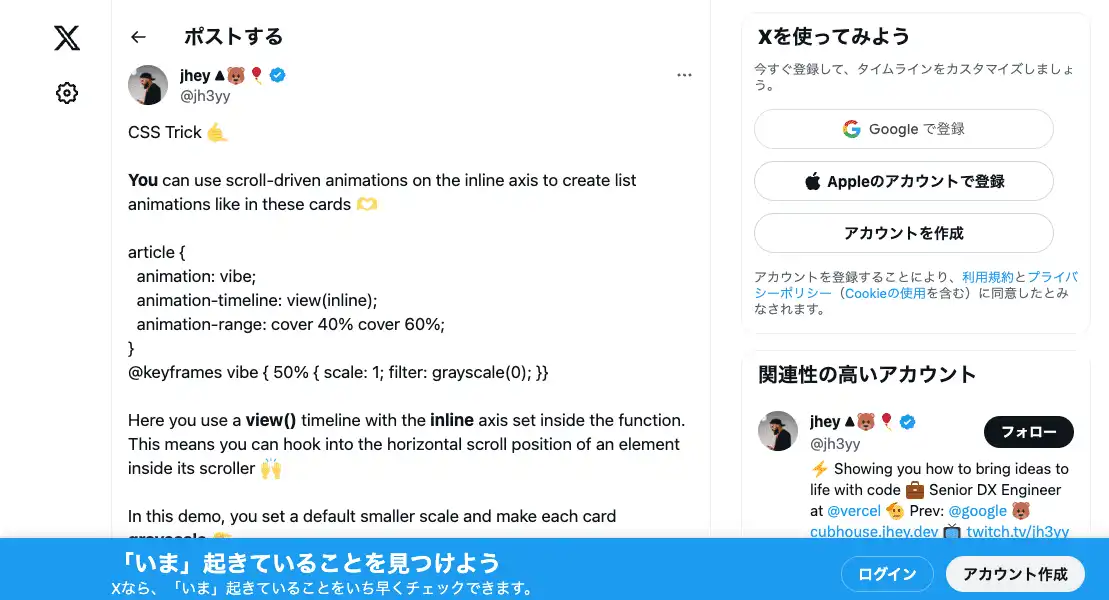 ポストする
jhey ▲🐻🎈
@jh3yy
CSS Trick 🤙
You can use scroll-driven animations on the inline axis to create list
animations like in these cards 🫶
article {
animation: vibe;
animation-timeline: view(inline);
animation-range: cover 40% cover 60%;
}
@keyframes vibe { 50% { scale: 1; filter: grayscale(0); }}
Here you use a view() timeline with the inline axis set inside the function.
This means you can hook into the horizontal scroll position of an element
inside its scroller 🙌
In this demo, you set a default smaller scale and make each card
grayscale
Xを使ってみよう
今すぐ登録して、タイムラインをカスタマイズしましょ
う。
Google で登録
Appleのアカウントで登録
アカウントを作成
アカウントを登録することにより、利用規約とプライバ
シーポリシー（Cookieの使用を含む）に同意したとみ
なされます。
関連性の高いアカウント
jhey ▲🐻🎈
@jh3yy
フォロー
⚡ Showing you how to bring ideas to
life with code 💼 Senior DX Engineer
at @vercel 🫡 Prev: @google 🐻
cubhouse.jhey.dev 📺 twitch.tv/jh3yy
「いま」起きていることを見つけよう
Xなら、「いま」起きていることをいち早くチェックできます。
ログイン
アカウント作成